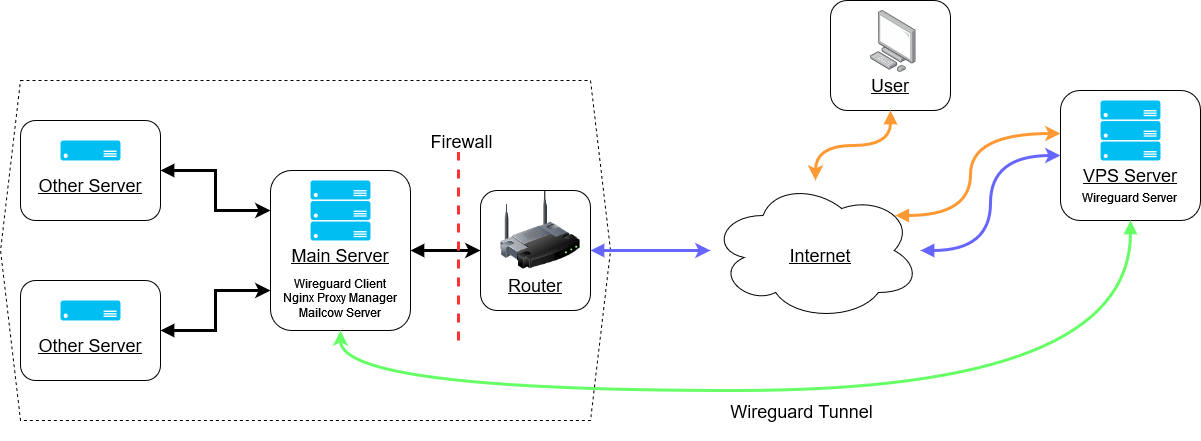 User
Firewall
Other Server
VPS Server
Wireguard Server
Main Server
Wireguard Client
Nginx Proxy Manager
Mailcow Server
Router
Internet
Other Server
Wireguard Tunnel